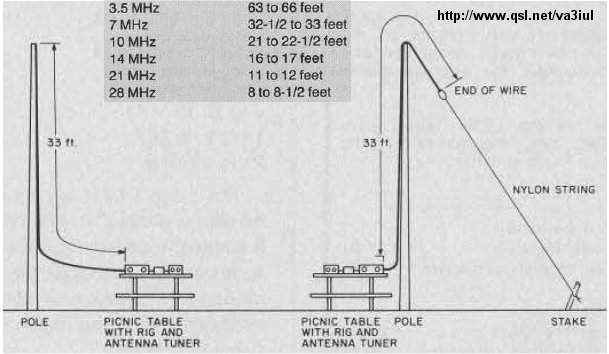 3.5 MHz 63 to 66 feet
7 MHz 32-1/2 to 33 feet
10 MHz 21 to 22-1/2 feet
14 MHz 16 to 17 feet
21 MHz 11 to 12 feet
28 MHz 8 to 8-1/2 feet
http://www.qsl.net/va3iul
33 ft.
POLE
PICNIC TABLE
WITH RIG AND
ANTENNA TUNER
END OF WIRE
33 ft.
NYLON STRING
PICNIC TABLE
WITH RIG AND
ANTENNA TUNER
POLE
STAKE